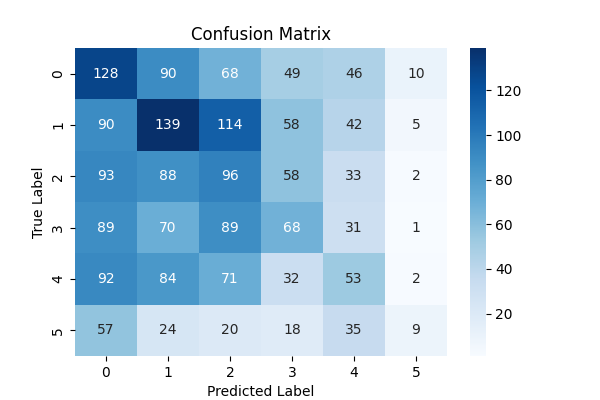 Confusion Matrix
0 128 90 68 49 46 10
1 90 139 114 58 42 5
2 93 88 96 58 33 2
3 89 70 89 68 31 1
4 92 84 71 32 53 2
5 57 24 20 18 35 9
0 1 2 3 4 5
True Label
Predicted Label
120
100
80
60
40
20